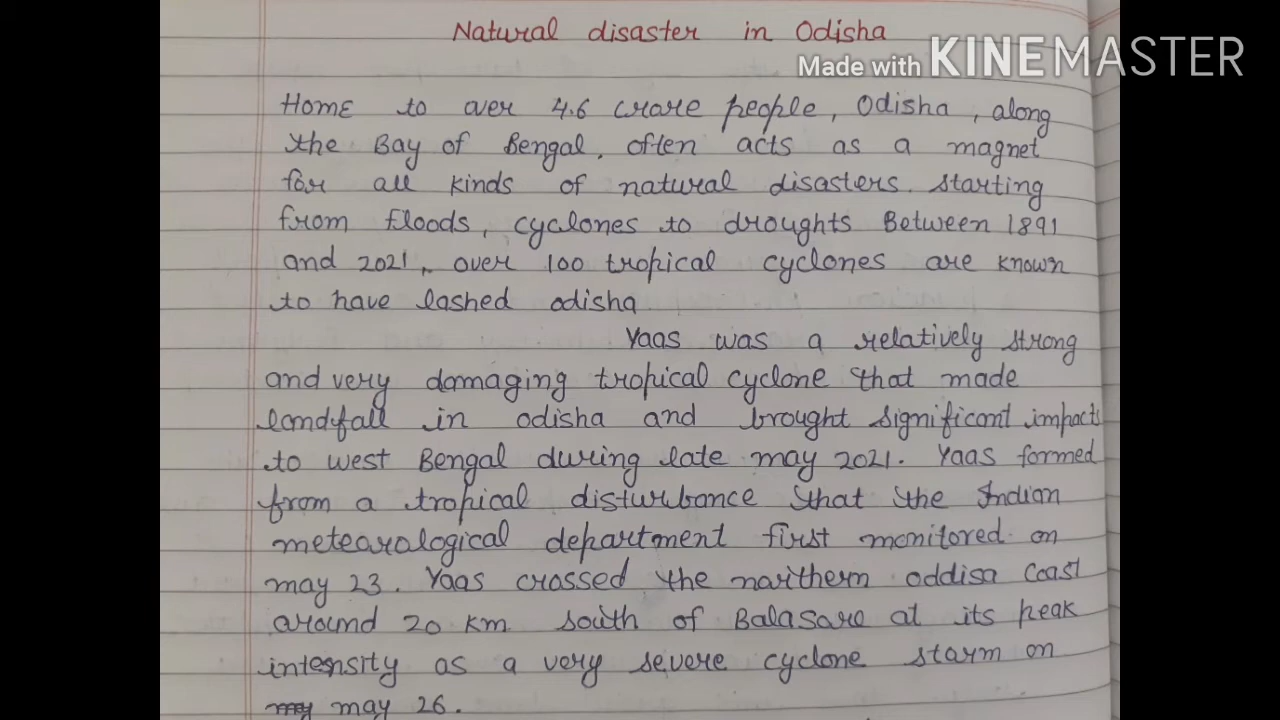 Natural disaster in Odisha
Made with KINEMASTER
Home to over 4.6 crore people, Odisha, along
the Bay of Bengal, often acts as a magnet
for all kinds of natural disasters. starting
from floods, cyclones to droughts Between 1891
and 2021, over 100 tropical cyclones are known
to have lashed odisha
Yaas was a relatively strong
and very damaging tropical cyclone that made
landfall in odisha and brought significant impacts
to west Bengal during late may 2021. Yaas formed
from a tropical disturbance that the Indian
meteorological department first monitored on
may 23. Yaas crossed the northern oddisa coast
around 20 km south of Balasore at its peak
intensity as a very severe cyclone storm on
may 26.